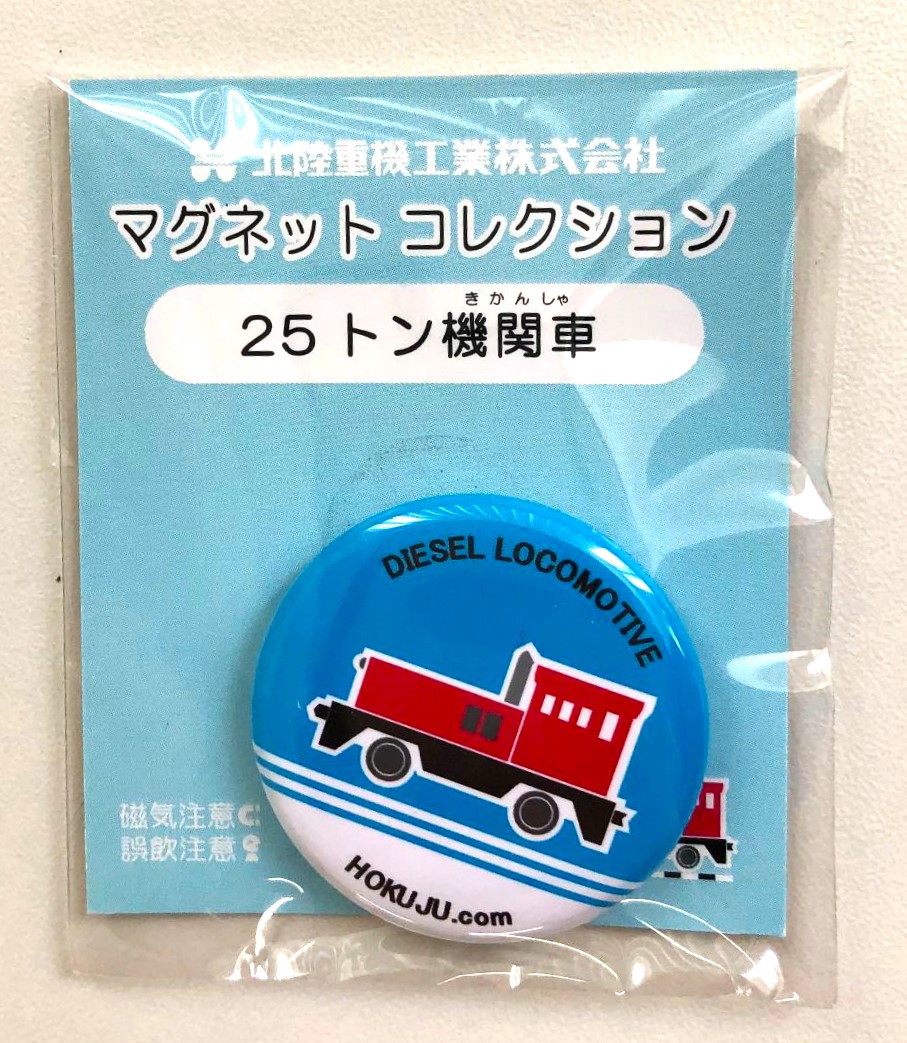 北陸重機工業株式会社
マグネット コレクション
きかんしゃ
25トン機関車
DIESEL LOCOMOTIVE
HOKUJU.com
磁気注意
誤飲注意